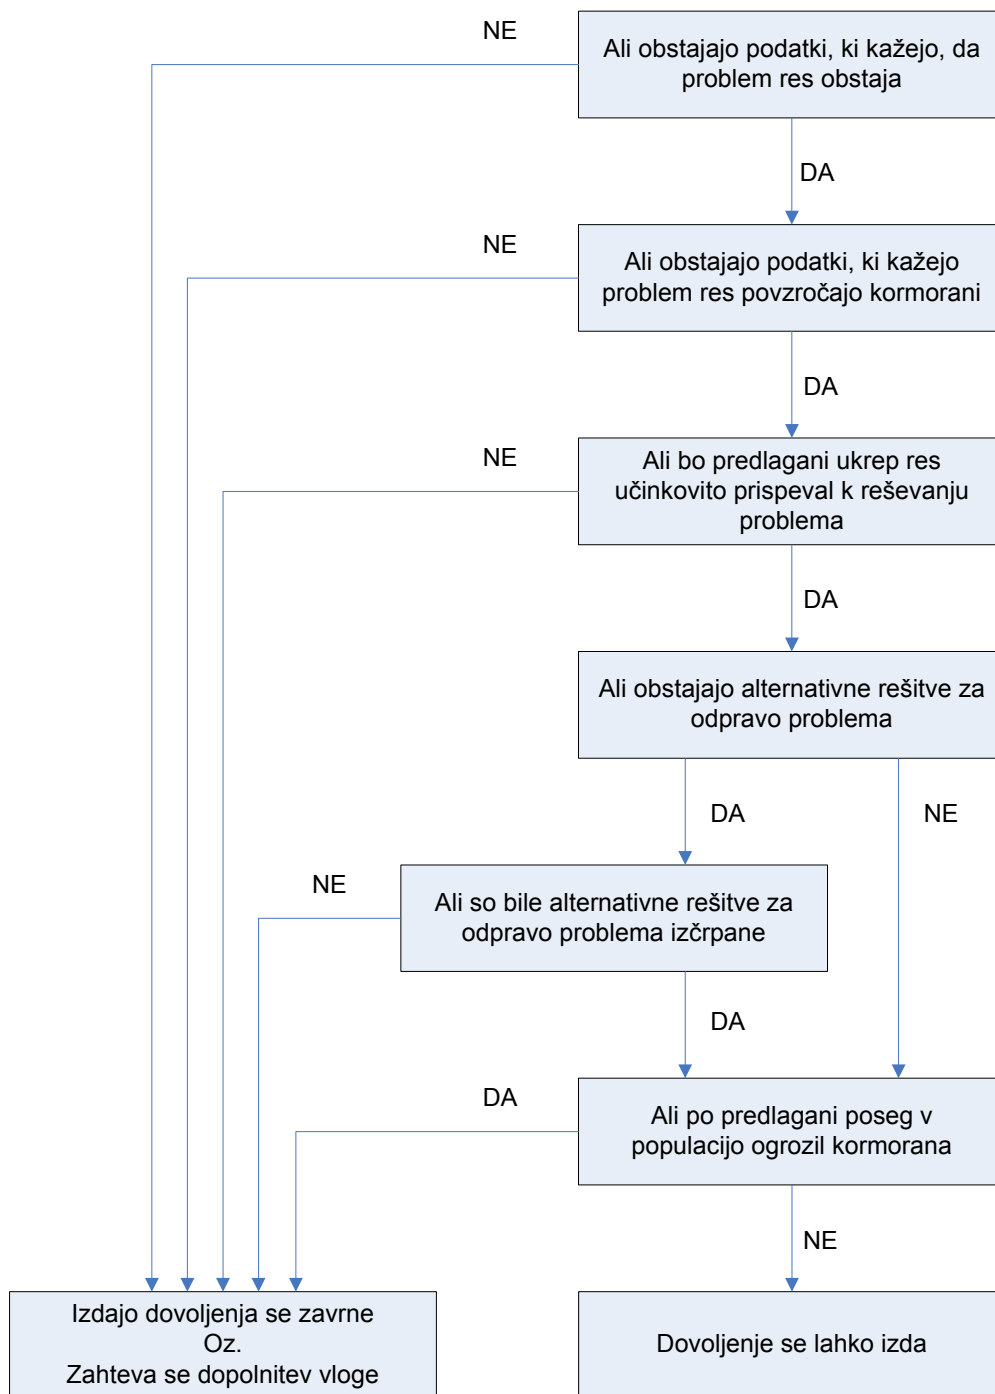 NE
Ali obstajajo podatki, ki kažejo, da
problem res obstaja
DA
NE
Ali obstajajo podatki, ki kažejo
problem res povzročajo kormorani
DA
NE
Ali bo predlagani ukrep res
učinkovito prispeval k reševanju
problema
DA
Ali obstajajo alternativne rešitve za
odpravo problema
DA
NE
NE
Ali so bile alternativne rešitve za
odpravo problema izčrpane
DA
DA
Ali po predlagani poseg v
populacijo ogrozil kormorana
NE
Izdajo dovoljenja se zavrne
Oz.
Zahteva se dopolnitev vloge
Dovoljenje se lahko izda